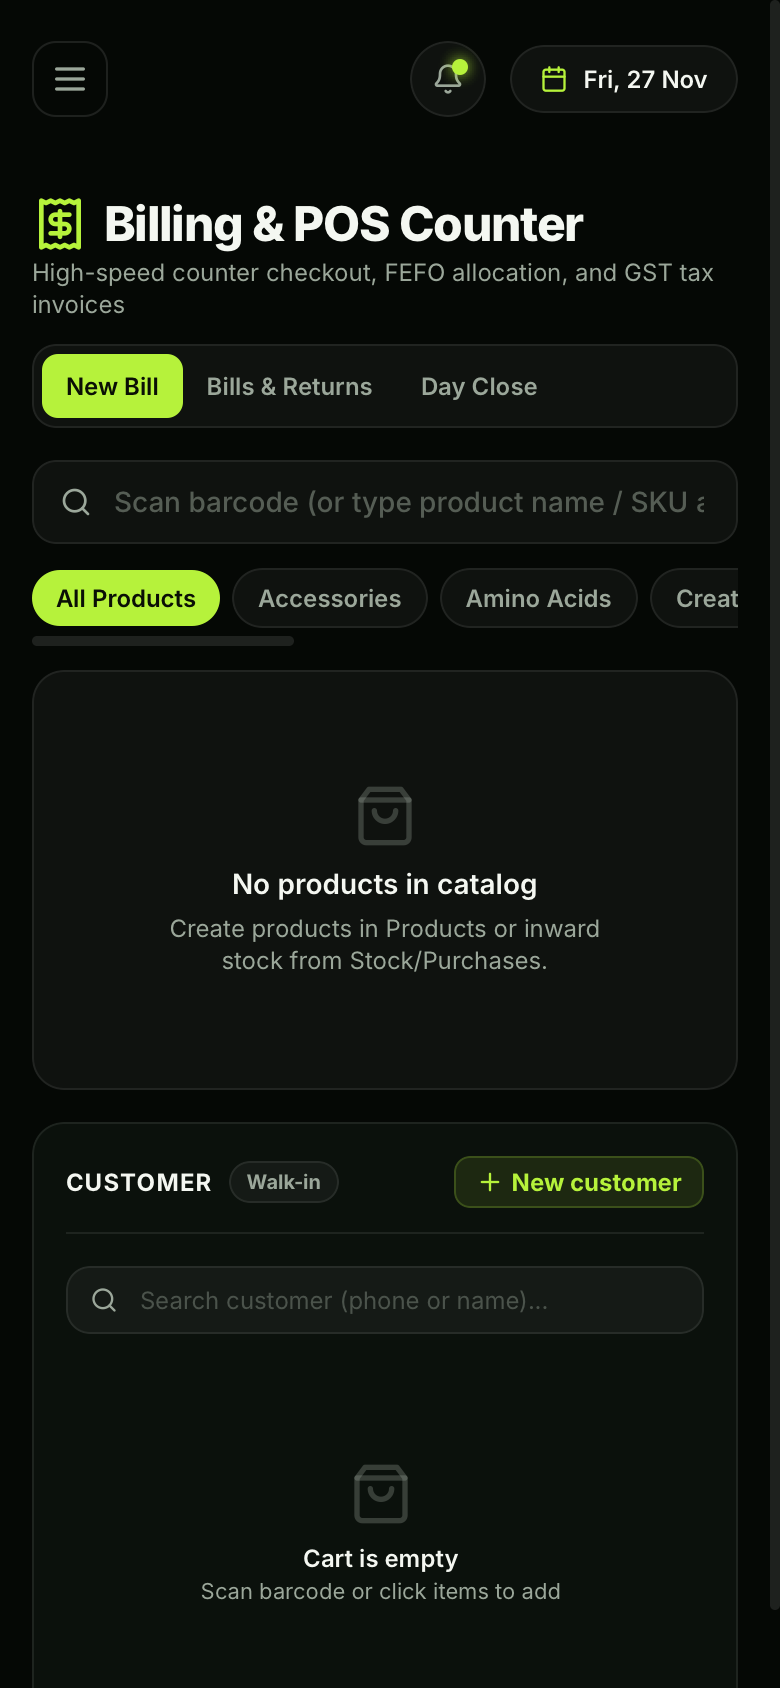 Fri, 27 Nov
Billing & POS Counter
High-speed counter checkout, FEFO allocation, and GST tax
invoices
New Bill Bills & Returns Day Close
Scan barcode (or type product name / SKU a
All Products Accessories Amino Acids Creat
No products in catalog
Create products in Products or inward
stock from Stock/Purchases.
CUSTOMER Walk-in + New customer
Search customer (phone or name)...
Cart is empty
Scan barcode or click items to add